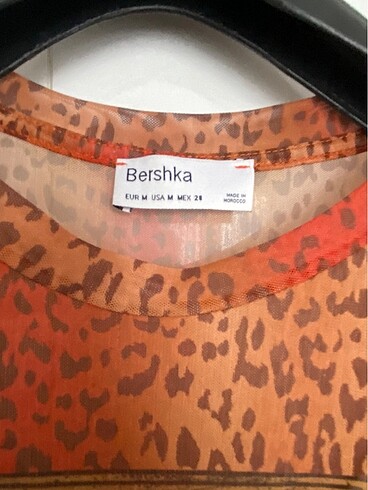 Bershka
EUR M USA M MEX 28
MADE IN
MOROCCO